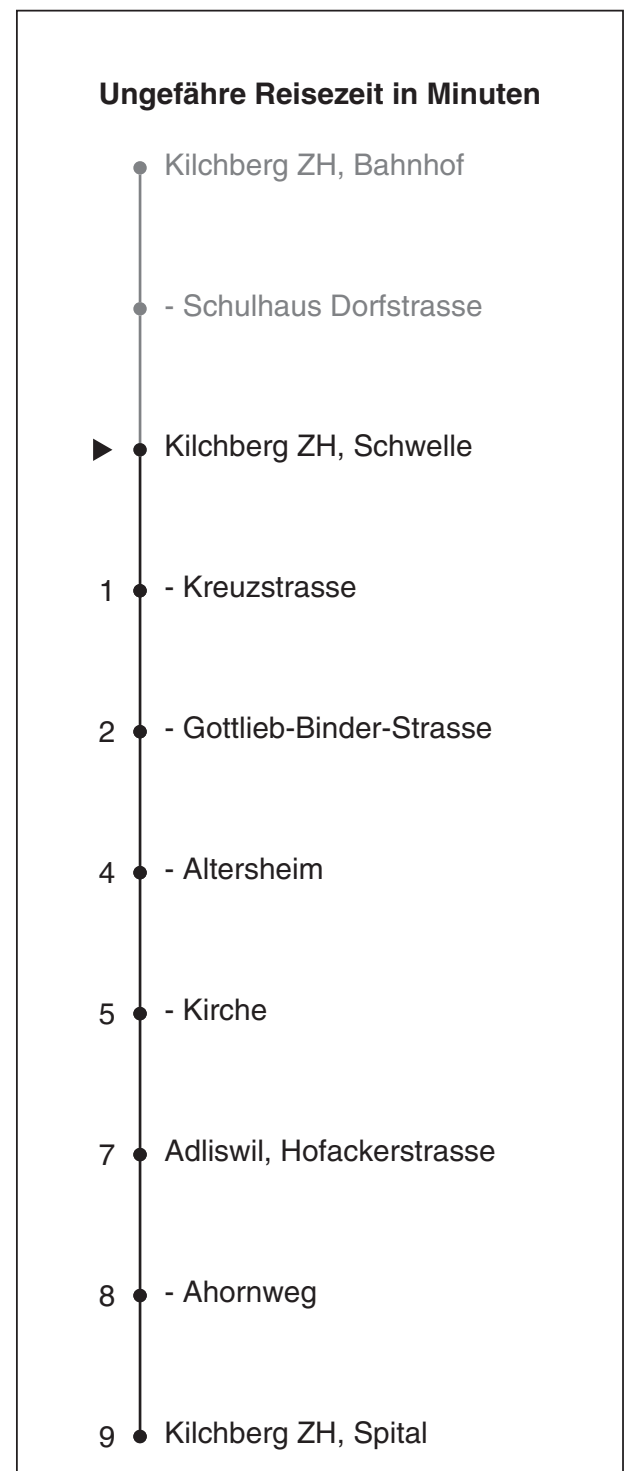 Ungefähre Reisezeit in Minuten
Kilchberg ZH, Bahnhof
- Schulhaus Dorfstrasse
Kilchberg ZH, Schwelle
1 - Kreuzstrasse
2 - Gottlieb-Binder-Strasse
4 - Altersheim
5 - Kirche
7 Adliswil, Hofackerstrasse
8 - Ahornweg
9 Kilchberg ZH, Spital